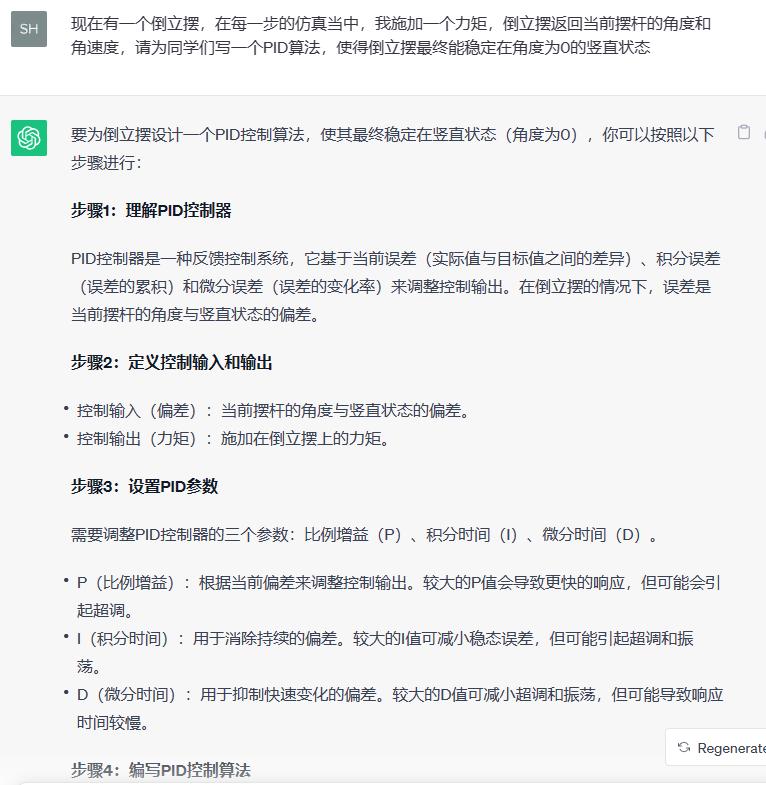 SH
现在有一个倒立摆，在每一步的仿真当中，我施加一个力矩，倒立摆返回当前摆杆的角度和
角速度，请为同学们写一个PID算法，使得倒立摆最终能稳定在角度为0的竖直状态
要为倒立摆设计一个PID控制算法，使其最终稳定在竖直状态（角度为0），你可以按照以下
步骤进行：
步骤1：理解PID控制器
PID控制器是一种反馈控制系统，它基于当前误差（实际值与目标值之间的差异）、积分误差
（误差的累积）和微分误差（误差的变化率）来调整控制输出。在倒立摆的情况下，误差是
当前摆杆的角度与竖直状态的偏差。
步骤2：定义控制输入和输出
• 控制输入（偏差）：当前摆杆的角度与竖直状态的偏差。
• 控制输出（力矩）：施加在倒立摆上的力矩。
步骤3：设置PID参数
需要调整PID控制器的三个参数：比例增益（P）、积分时间（I）、微分时间（D）。
• P（比例增益）：根据当前偏差来调整控制输出。较大的P值会导致更快的响应，但可能会引
起超调。
• I（积分时间）：用于消除持续的偏差。较大的I值可减小稳态误差，但可能引起超调和振
荡。
• D（微分时间）：用于抑制快速变化的偏差。较大的D值可减小超调和振荡，但可能导致响应
时间较慢。
Regenerate
步骤4：编写PID控制算法